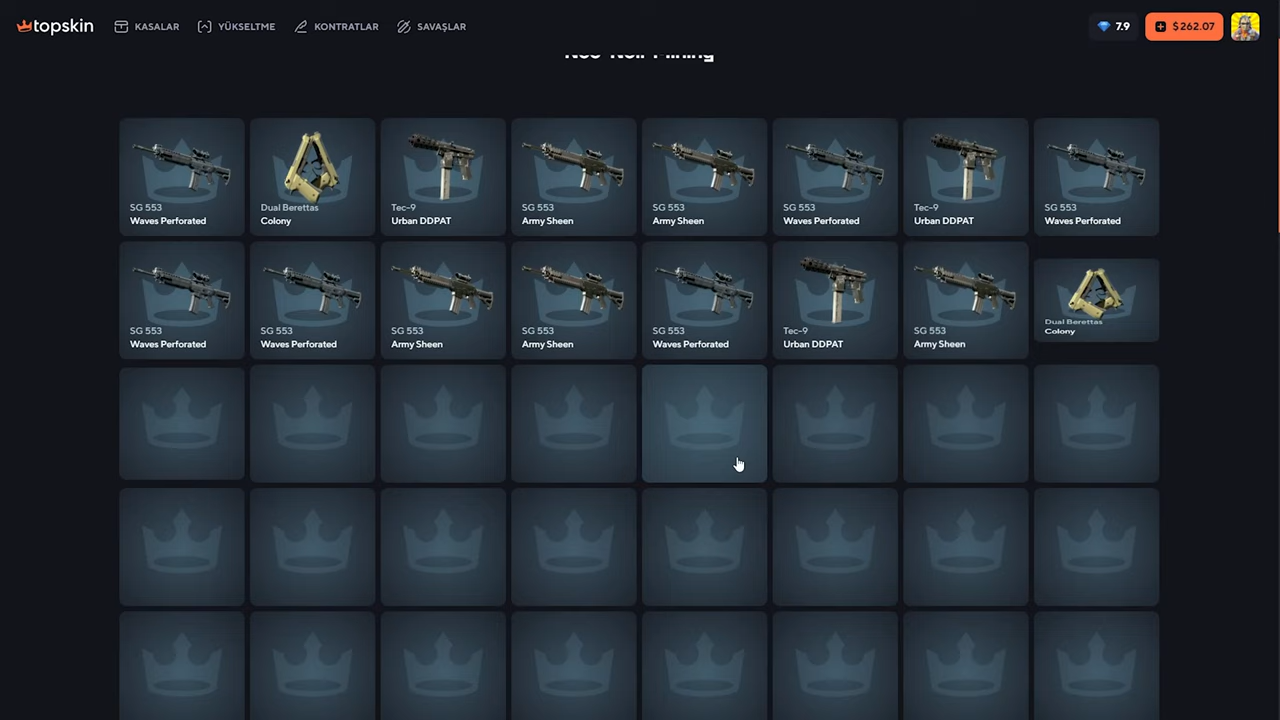 topskin KASALAR YÜKSELTME KONTRATLAR SAVAŞLAR 7.9 $262.07
Neo-Noir Mining
SG 553 Dual Berettas Tec-9 SG 553 SG 553 SG 553 Tec-9 SG 553
Waves Perforated Colony Urban DDPAT Army Sheen Army Sheen Waves Perforated Urban DDPAT Waves Perforated
SG 553 SG 553 SG 553 SG 553 SG 553 Tec-9 SG 553 Dual Berettas
Waves Perforated Waves Perforated Army Sheen Army Sheen Waves Perforated Urban DDPAT Army Sheen Colony